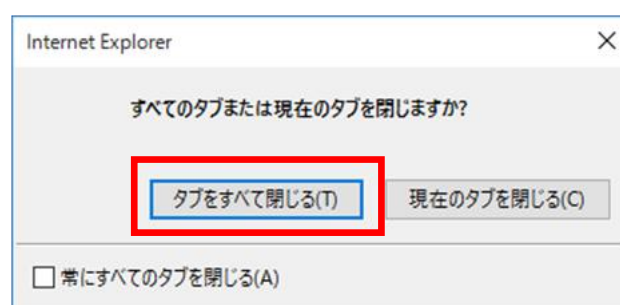 Internet Explorer
すべてのタブまたは現在のタブを閉じますか?
タブをすべて閉じる(T)
現在のタブを閉じる(C)
常にすべてのタブを閉じる(A)